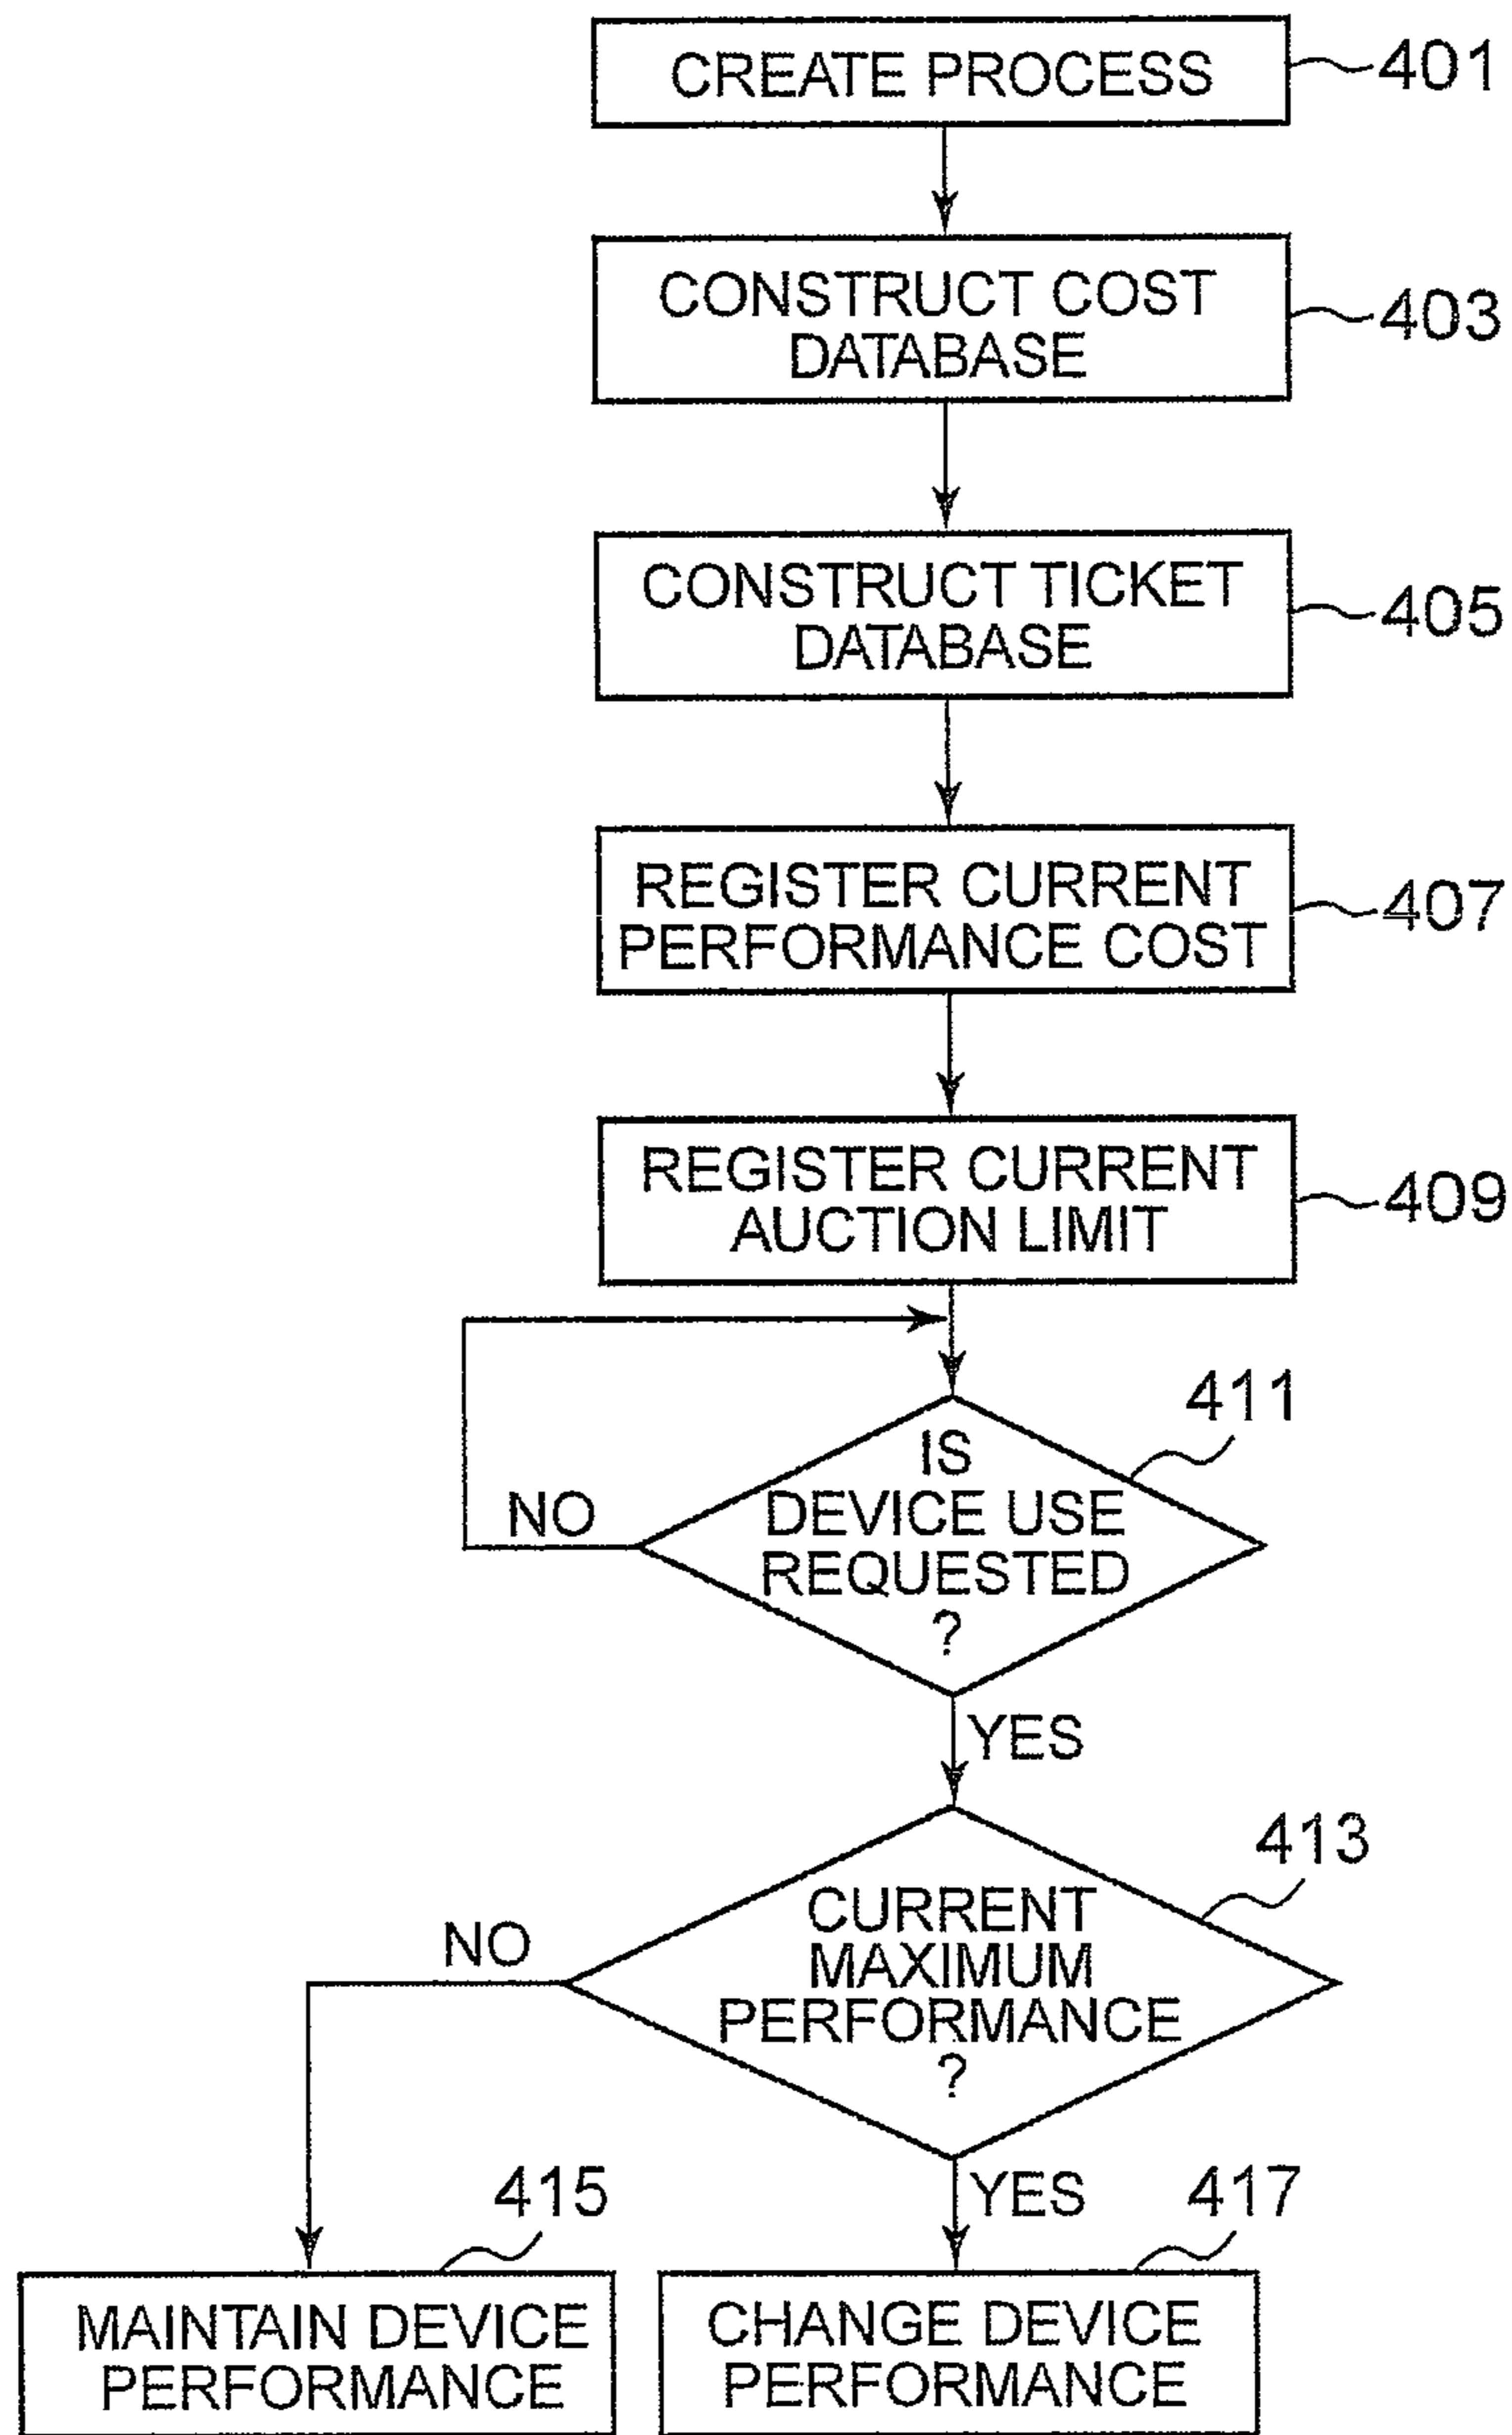 CREATE PROCESS
401
CONSTRUCT COST
DATABASE
403
CONSTRUCT TICKET
DATABASE
405
REGISTER CURRENT
PERFORMANCE COST
407
REGISTER CURRENT
AUCTION LIMIT
409
411
IS
DEVICE USE
REQUESTED
?
NO
YES
413
CURRENT
MAXIMUM
PERFORMANCE
?
NO
YES
415
MAINTAIN DEVICE
PERFORMANCE
417
CHANGE DEVICE
PERFORMANCE